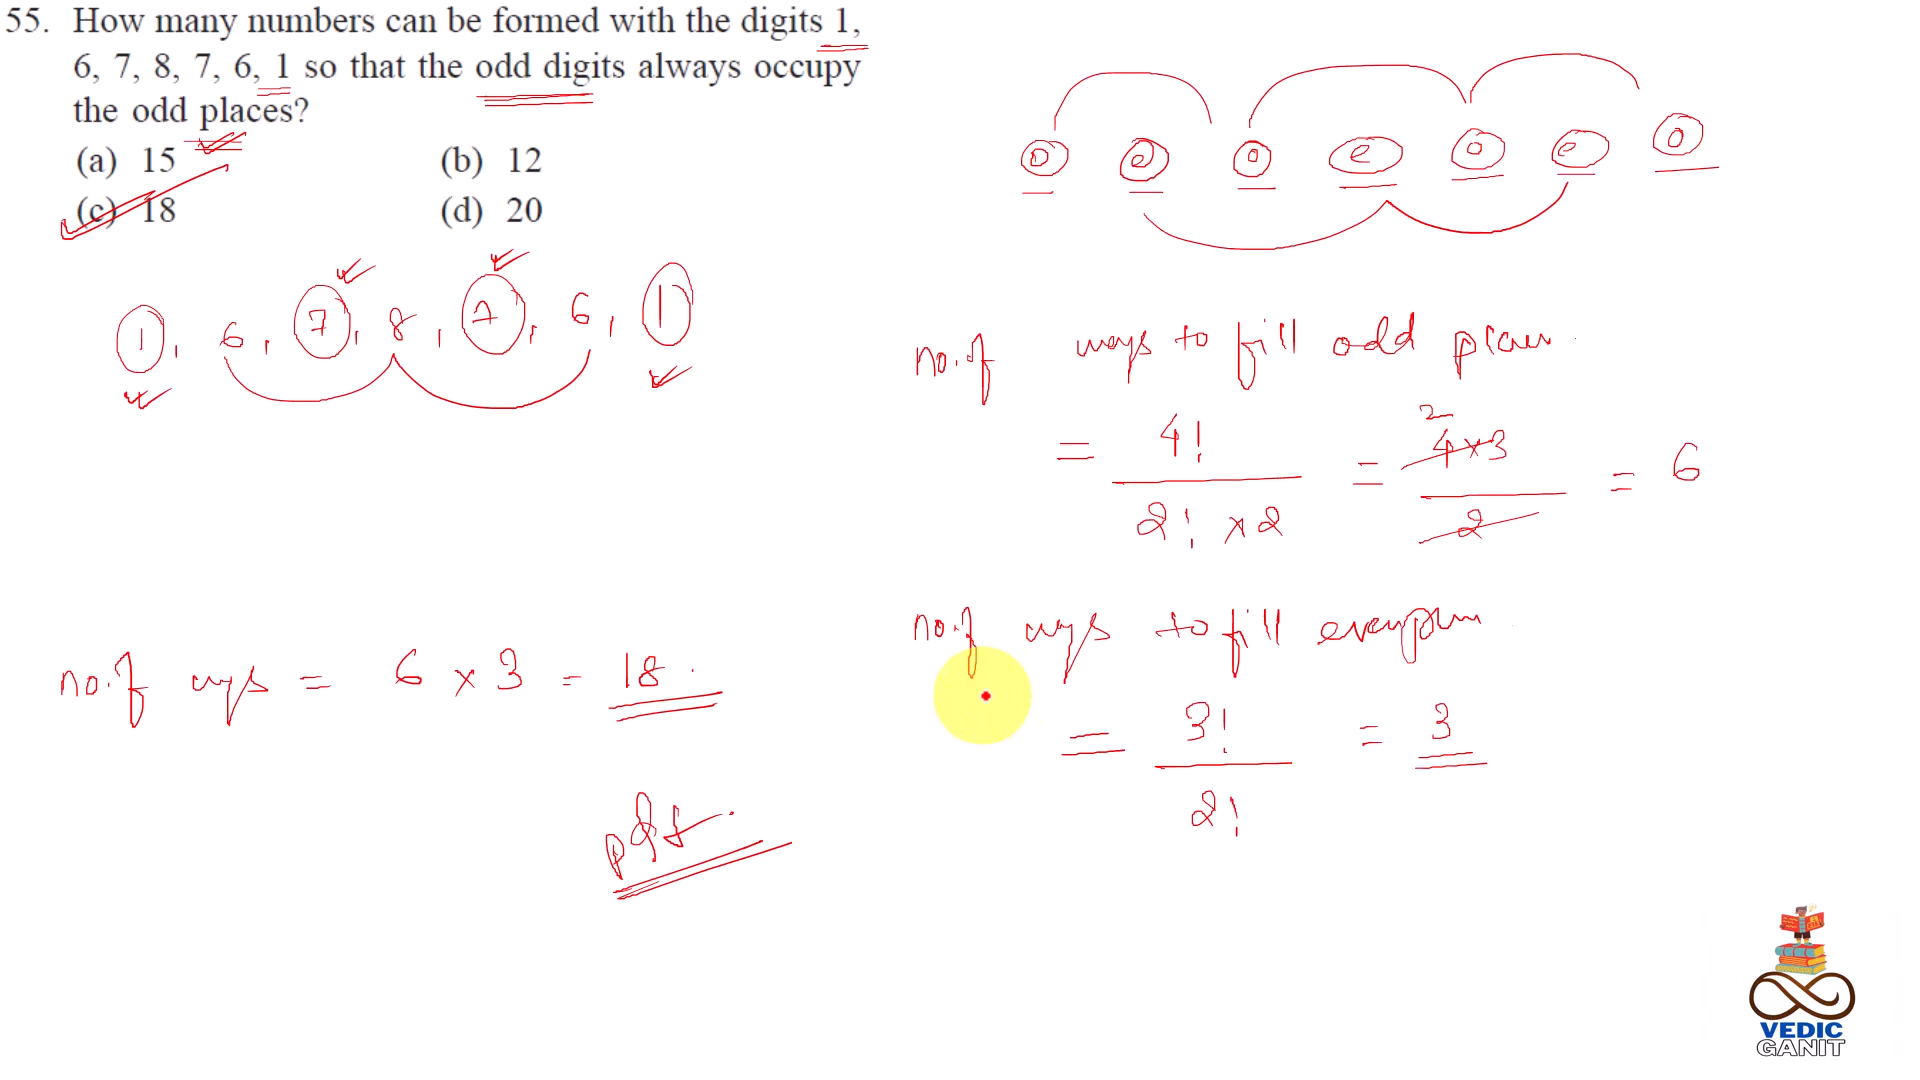 55. How many numbers can be formed with the digits 1,
6, 7, 8, 7, 6, 1 so that the odd digits always occupy
the odd places?
(a) 15 (b) 12
(c) 18 (d) 20
o e o e o e o
1, 6, 7, 8, 7, 6, 1
no. of ways to fill odd places
= 4! / 2! × 2 = 4×3 / 2 = 6
2
no. of ways to fill even places
= 3! / 2! = 3
no. of ways = 6 × 3 = 18.
VEDIC
GANIT